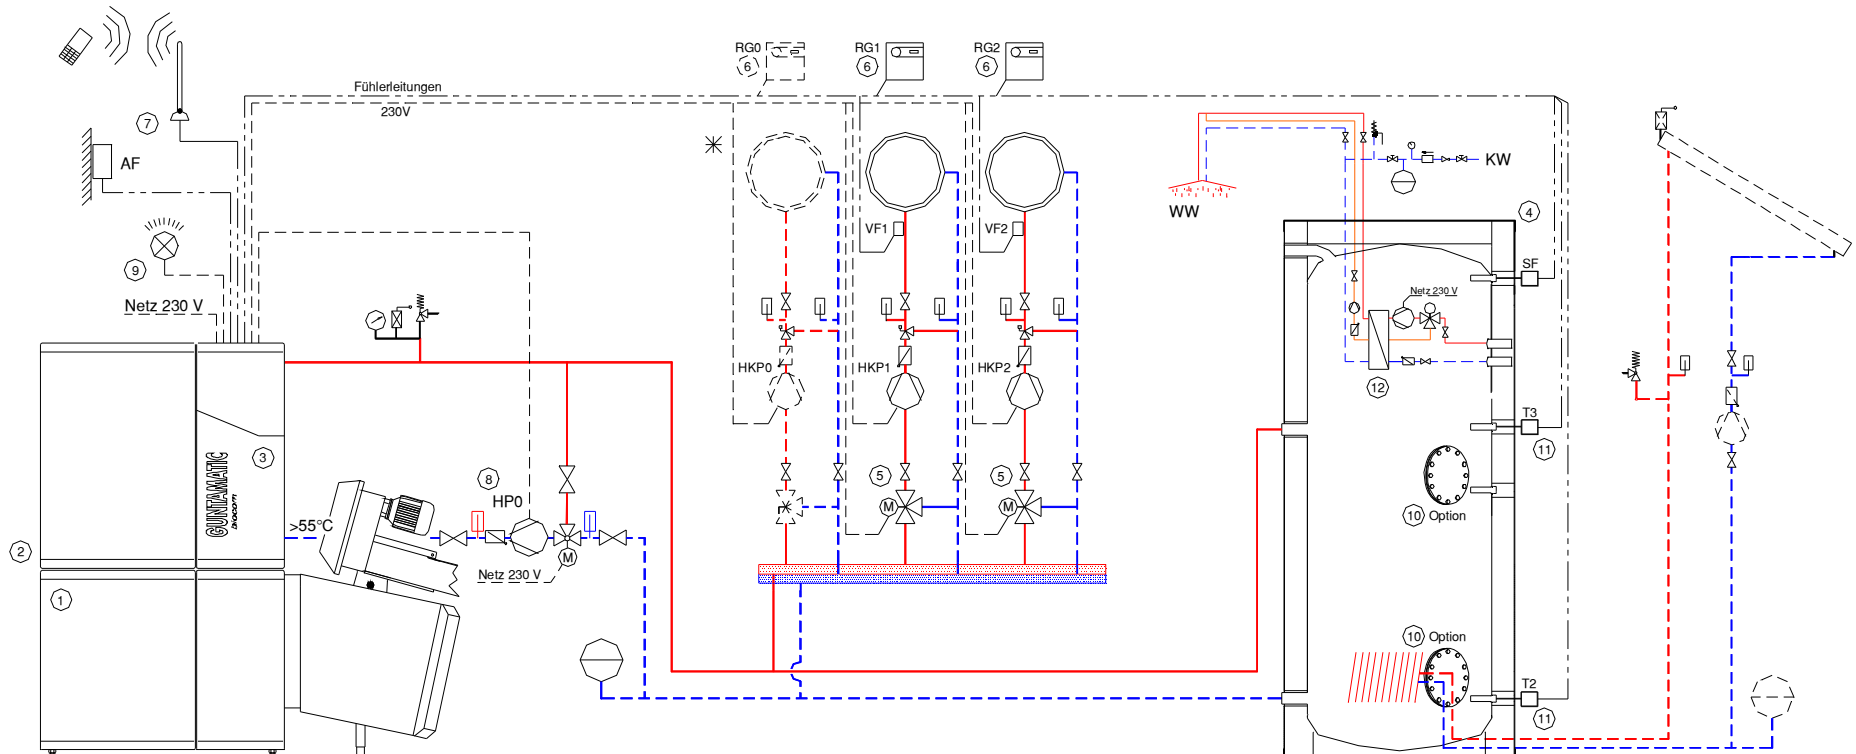 RG0
6
RG1
6
RG2
6
Fühlerleitungen
230V
7
AF
9
Netz 230 V
VF1
VF2
KW
WW
4
SF
Netz 230 V
HKP0
HKP1
HKP2
12
3
GUNTAMATIC
biocom
8
HP0
>55°C
5
M
5
M
T3
11
10 Option
2
Netz 230 V
M
1
10 Option
T2
11